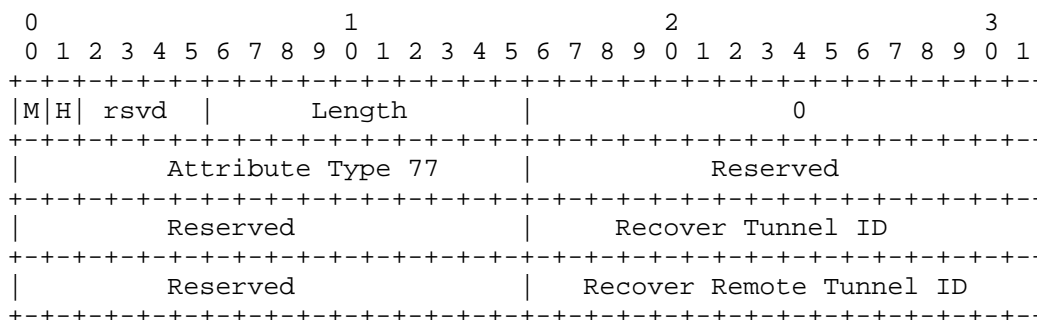 0                   1                   2                   3
 0 1 2 3 4 5 6 7 8 9 0 1 2 3 4 5 6 7 8 9 0 1 2 3 4 5 6 7 8 9 0 1
+-+-+-+-+-+-+-+-+-+-+-+-+-+-+-+-+-+-+-+-+-+-+-+-+-+-+-+-+-+-+-+-
|M|H| rsvd  |      Length       |               0
+-+-+-+-+-+-+-+-+-+-+-+-+-+-+-+-+-+-+-+-+-+-+-+-+-+-+-+-+-+-+-+-
|         Attribute Type 77     |           Reserved
+-+-+-+-+-+-+-+-+-+-+-+-+-+-+-+-+-+-+-+-+-+-+-+-+-+-+-+-+-+-+-+-
|         Reserved              |     Recover Tunnel ID
+-+-+-+-+-+-+-+-+-+-+-+-+-+-+-+-+-+-+-+-+-+-+-+-+-+-+-+-+-+-+-+-
|         Reserved              |   Recover Remote Tunnel ID
+-+-+-+-+-+-+-+-+-+-+-+-+-+-+-+-+-+-+-+-+-+-+-+-+-+-+-+-+-+-+-+-